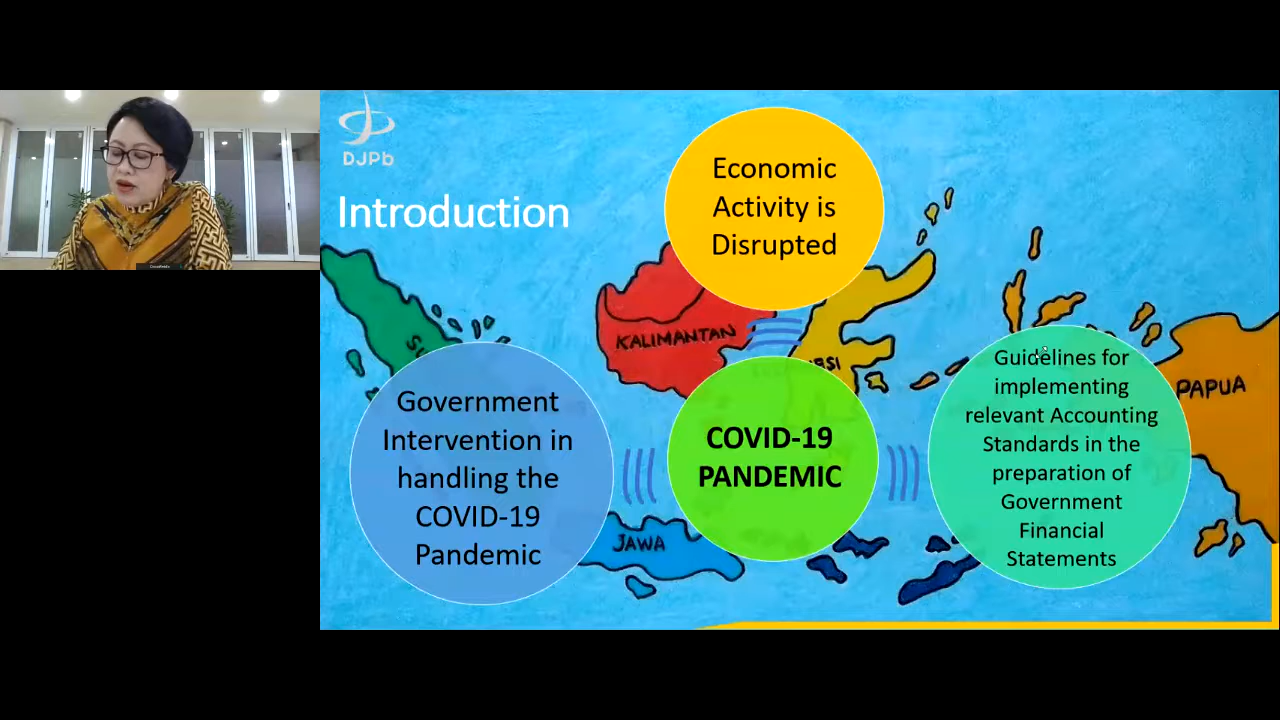 DJPb
Introduction
Economic
Activity is
Disrupted
KALIMANTAN
PAPUA
JAWA
Government
Intervention in
handling the
COVID-19
Pandemic
COVID-19
PANDEMIC
Guidelines for
implementing
relevant Accounting
Standards in the
preparation of
Government
Financial
Statements